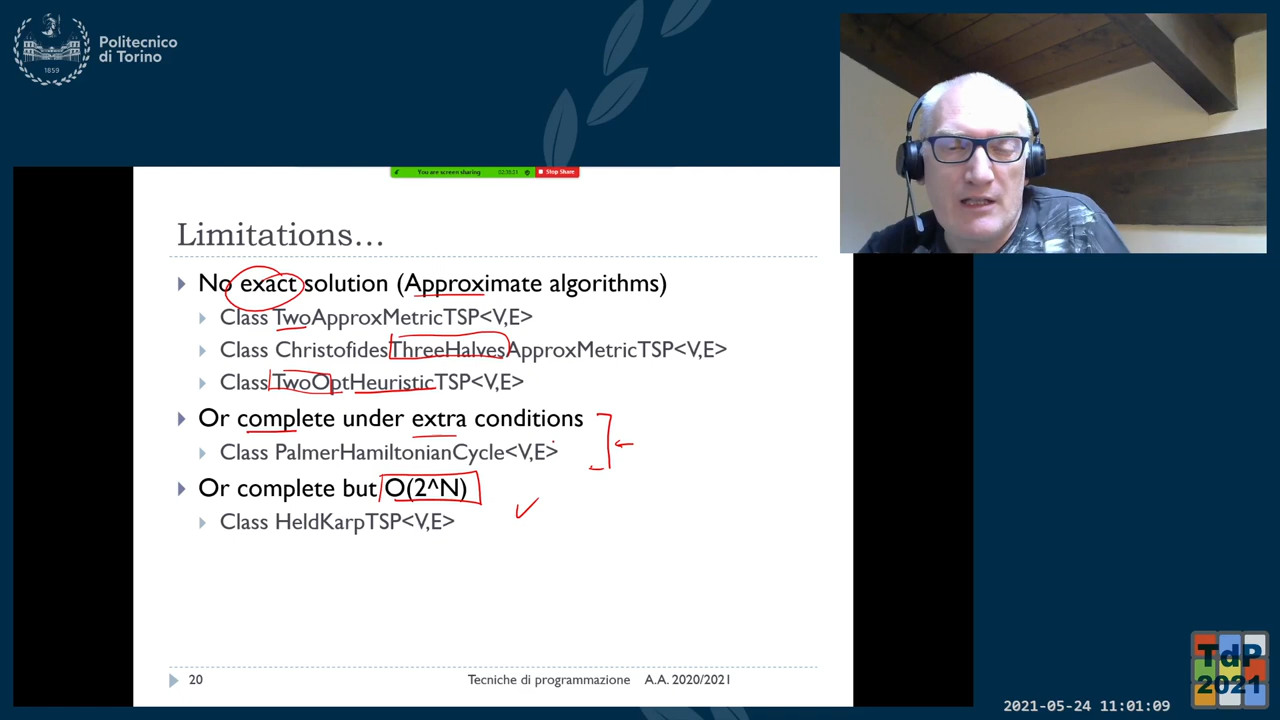 Politecnico
di Torino
1859
You are screen sharing
Stop Share
Limitations...
No exact solution (Approximate algorithms)
Class TwoApproxMetricTSP<V,E>
Class ChristofidesThreeHalvesApproxMetricTSP<V,E>
Class TwoOptHeuristicTSP<V,E>
Or complete under extra conditions
Class PalmerHamiltonianCycle<V,E>
Or complete but O(2^N)
Class HeldKarpTSP<V,E>
20
Tecniche di programmazione A.A. 2020/2021
TdP
2021
2021-05-24 11:01:09